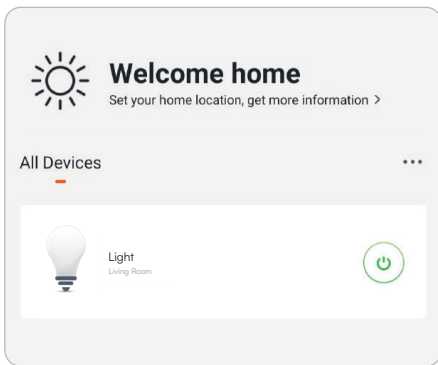 Welcome home
Set your home location, get more information >
All Devices
Light
Living Room